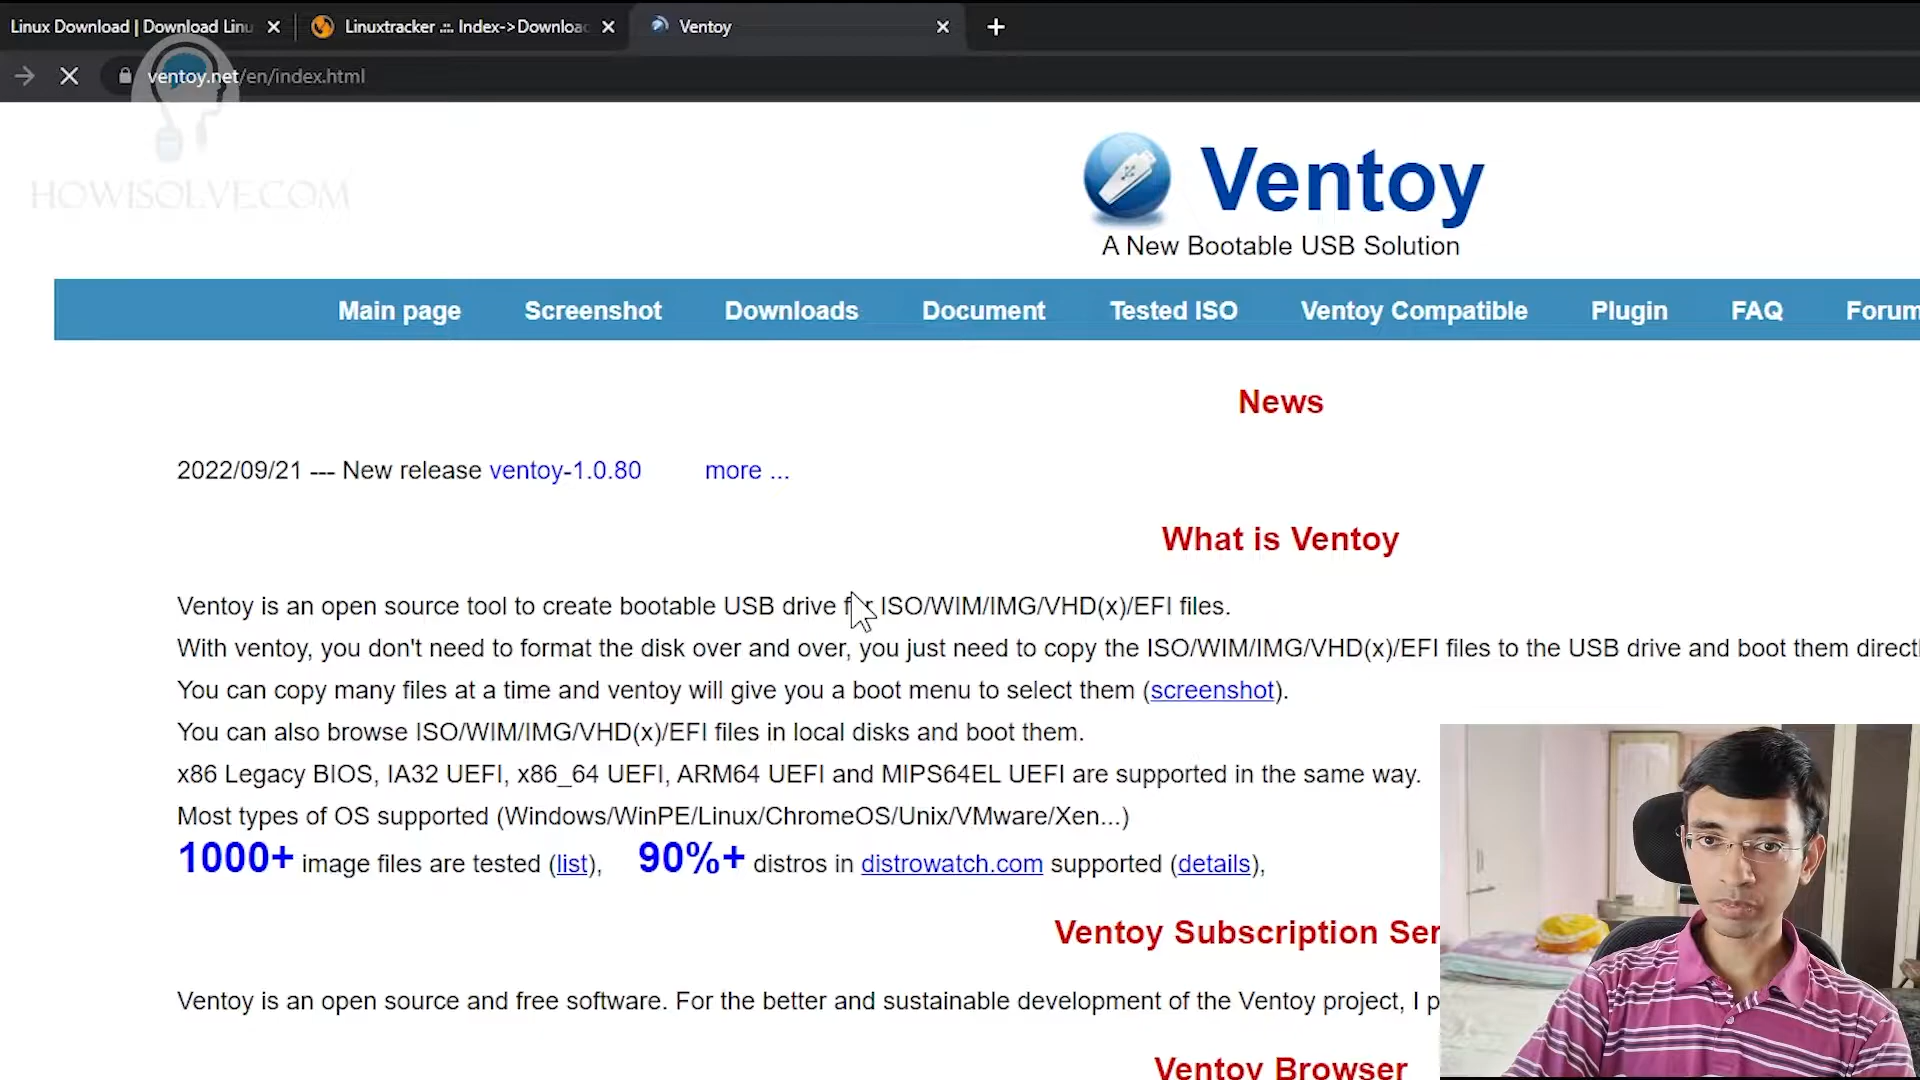 Linux Download | Download Linu
Linuxtracker .::. Index->Downloa
Ventoy
ventoy.net/en/index.html
HOWISOLVE.COM
Ventoy
A New Bootable USB Solution
Main page Screenshot Downloads Document Tested ISO Ventoy Compatible Plugin FAQ Forum
News
2022/09/21 --- New release ventoy-1.0.80 more ...
What is Ventoy
Ventoy is an open source tool to create bootable USB drive for ISO/WIM/IMG/VHD(x)/EFI files.
With ventoy, you don't need to format the disk over and over, you just need to copy the ISO/WIM/IMG/VHD(x)/EFI files to the USB drive and boot them directl
You can copy many files at a time and ventoy will give you a boot menu to select them (screenshot).
You can also browse ISO/WIM/IMG/VHD(x)/EFI files in local disks and boot them.
x86 Legacy BIOS, IA32 UEFI, x86_64 UEFI, ARM64 UEFI and MIPS64EL UEFI are supported in the same way.
Most types of OS supported (Windows/WinPE/Linux/ChromeOS/Unix/VMware/Xen...)
1000+ image files are tested (list), 90%+ distros in distrowatch.com supported (details),
Ventoy Subscription Ser
Ventoy is an open source and free software. For the better and sustainable development of the Ventoy project, I p
Ventoy Browser